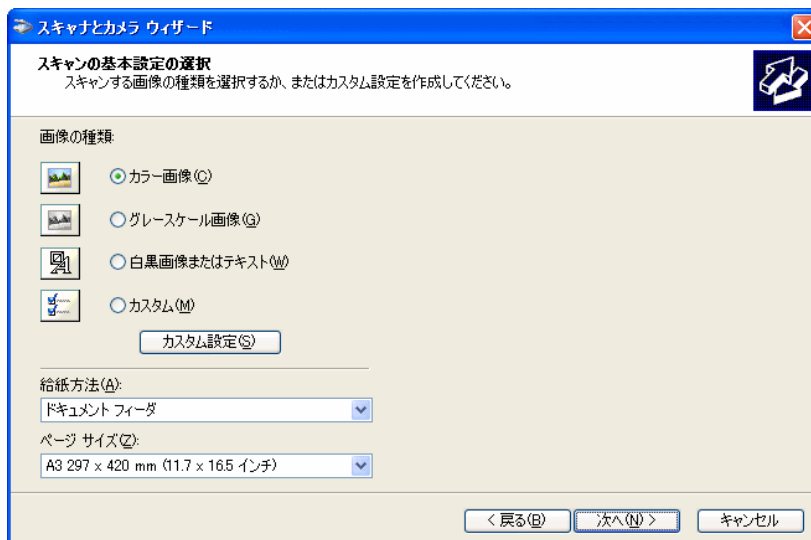 スキャナとカメラ ウィザード
スキャンの基本設定の選択
スキャンする画像の種類を選択するか、またはカスタム設定を作成してください。
画像の種類:
カラー画像(C)
グレースケール画像(G)
白黒画像またはテキスト(W)
カスタム(M)
カスタム設定(S)
給紙方法(A):
ドキュメント フィーダ
ページ サイズ(Z):
A3 297 x 420 mm (11.7 x 16.5 インチ)
< 戻る(B) 次へ(N) > キャンセル